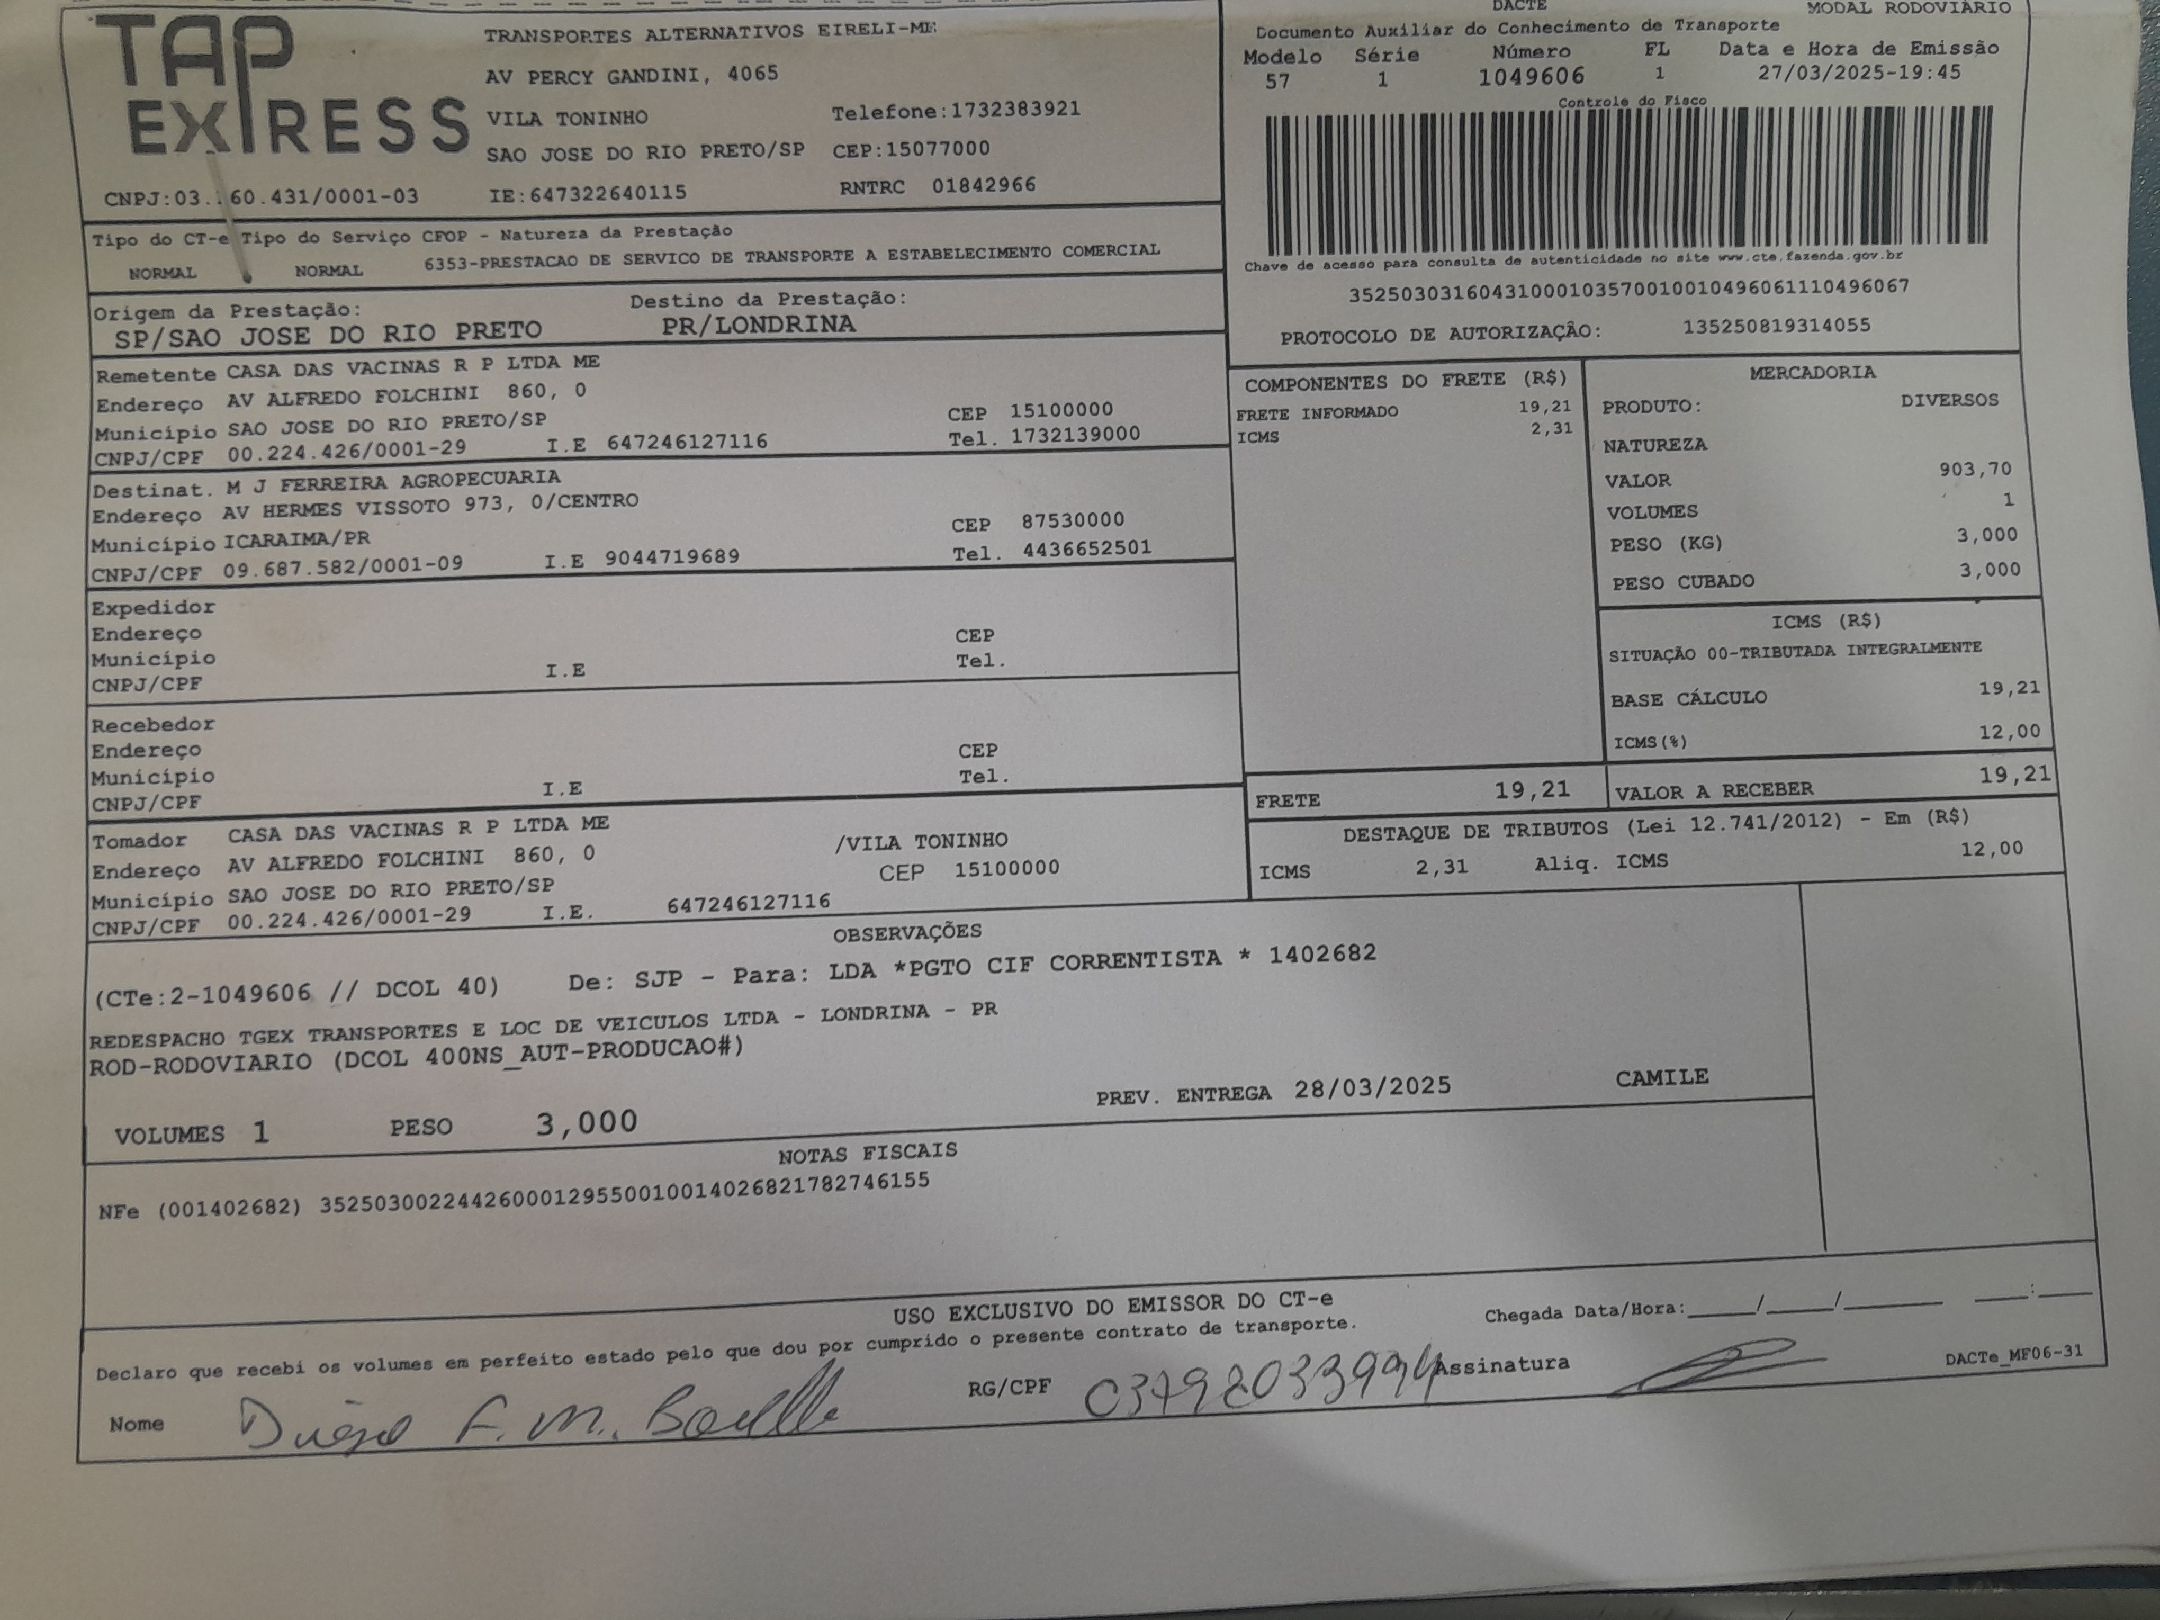 TAP EXPRESS
TRANSPORTES ALTERNATIVOS EIRELI-ME
AV PERCY GANDINI, 4065
VILA TONINHO Telefone:1732383921
SAO JOSE DO RIO PRETO/SP CEP:15077000
CNPJ:03. 60.431/0001-03 IE:647322640115 RNTRC 01842966
DACTE MODAL RODOVIÁRIO
Documento Auxiliar do Conhecimento de Transporte
Modelo Série Número FL Data e Hora de Emissão
57 1 1049606 1 27/03/2025-19:45
Controle do Fisco
Chave de acesso para consulta de autenticidade no site www.cte.fazenda.gov.br
35250303160431000103570010010496061110496067
PROTOCOLO DE AUTORIZAÇÃO: 135250819314055
Tipo do CT-e Tipo do Serviço CFOP - Natureza da Prestação
NORMAL NORMAL 6353-PRESTACAO DE SERVICO DE TRANSPORTE A ESTABELECIMENTO COMERCIAL
Origem da Prestação: Destino da Prestação:
SP/SAO JOSE DO RIO PRETO PR/LONDRINA
Remetente CASA DAS VACINAS R P LTDA ME
Endereço AV ALFREDO FOLCHINI 860, 0
CEP 15100000
Município SAO JOSE DO RIO PRETO/SP
Tel. 1732139000
CNPJ/CPF 00.224.426/0001-29 I.E 647246127116
Destinat. M J FERREIRA AGROPECUARIA
Endereço AV HERMES VISSOTO 973, 0/CENTRO
CEP 87530000
Município ICARAIMA/PR
Tel. 4436652501
CNPJ/CPF 09.687.582/0001-09 I.E 9044719689
Expedidor
Endereço CEP
Município Tel.
CNPJ/CPF I.E
Recebedor
Endereço CEP
Município Tel.
CNPJ/CPF I.E
Tomador CASA DAS VACINAS R P LTDA ME
Endereço AV ALFREDO FOLCHINI 860, 0 /VILA TONINHO
Município SAO JOSE DO RIO PRETO/SP CEP 15100000
CNPJ/CPF 00.224.426/0001-29 I.E. 647246127116
COMPONENTES DO FRETE (R$)
FRETE INFORMADO 19,21
ICMS 2,31
MERCADORIA
PRODUTO: DIVERSOS
NATUREZA
VALOR 903,70
VOLUMES 1
PESO (KG) 3,000
PESO CUBADO 3,000
ICMS (R$)
SITUAÇÃO 00-TRIBUTADA INTEGRALMENTE
BASE CÁLCULO 19,21
ICMS(%) 12,00
FRETE 19,21 VALOR A RECEBER 19,21
DESTAQUE DE TRIBUTOS (Lei 12.741/2012) - Em (R$)
ICMS 2,31 Aliq. ICMS 12,00
OBSERVAÇÕES
(CTe:2-1049606 // DCOL 40) De: SJP - Para: LDA *PGTO CIF CORRENTISTA * 1402682
REDESPACHO TGEX TRANSPORTES E LOC DE VEICULOS LTDA - LONDRINA - PR
ROD-RODOVIARIO (DCOL 400NS_AUT-PRODUCAO#)
PREV. ENTREGA 28/03/2025 CAMILE
VOLUMES 1 PESO 3,000
NOTAS FISCAIS
NFe (001402682) 35250300224426000129550010014026821782746155
USO EXCLUSIVO DO EMISSOR DO CT-e
Chegada Data/Hora:_____/_____/_______ ____:____
Declaro que recebi os volumes em perfeito estado pelo que dou por cumprido o presente contrato de transporte.
Nome F. M. RG/CPF 03792033994 Assinatura DACTe_MF06-31